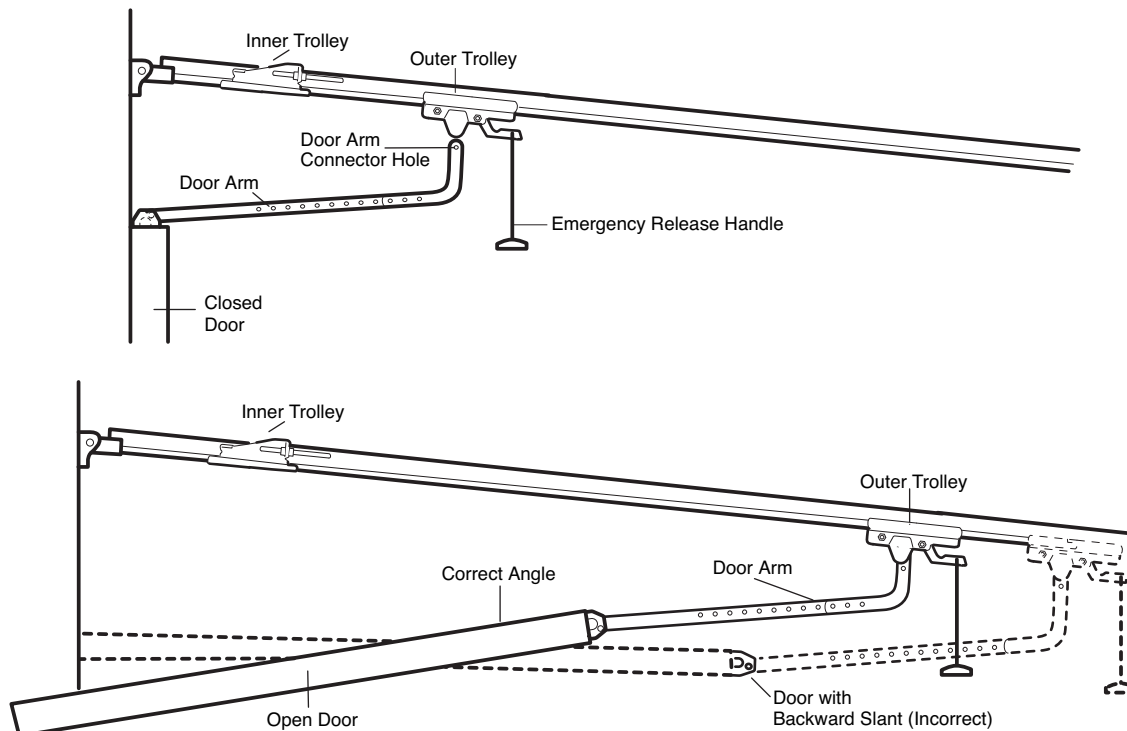 Inner Trolley
Outer Trolley
Door Arm
Connector Hole
Door Arm
Emergency Release Handle
Closed
Door
Inner Trolley
Outer Trolley
Door Arm
Correct Angle
Open Door
Door with
Backward Slant (Incorrect)